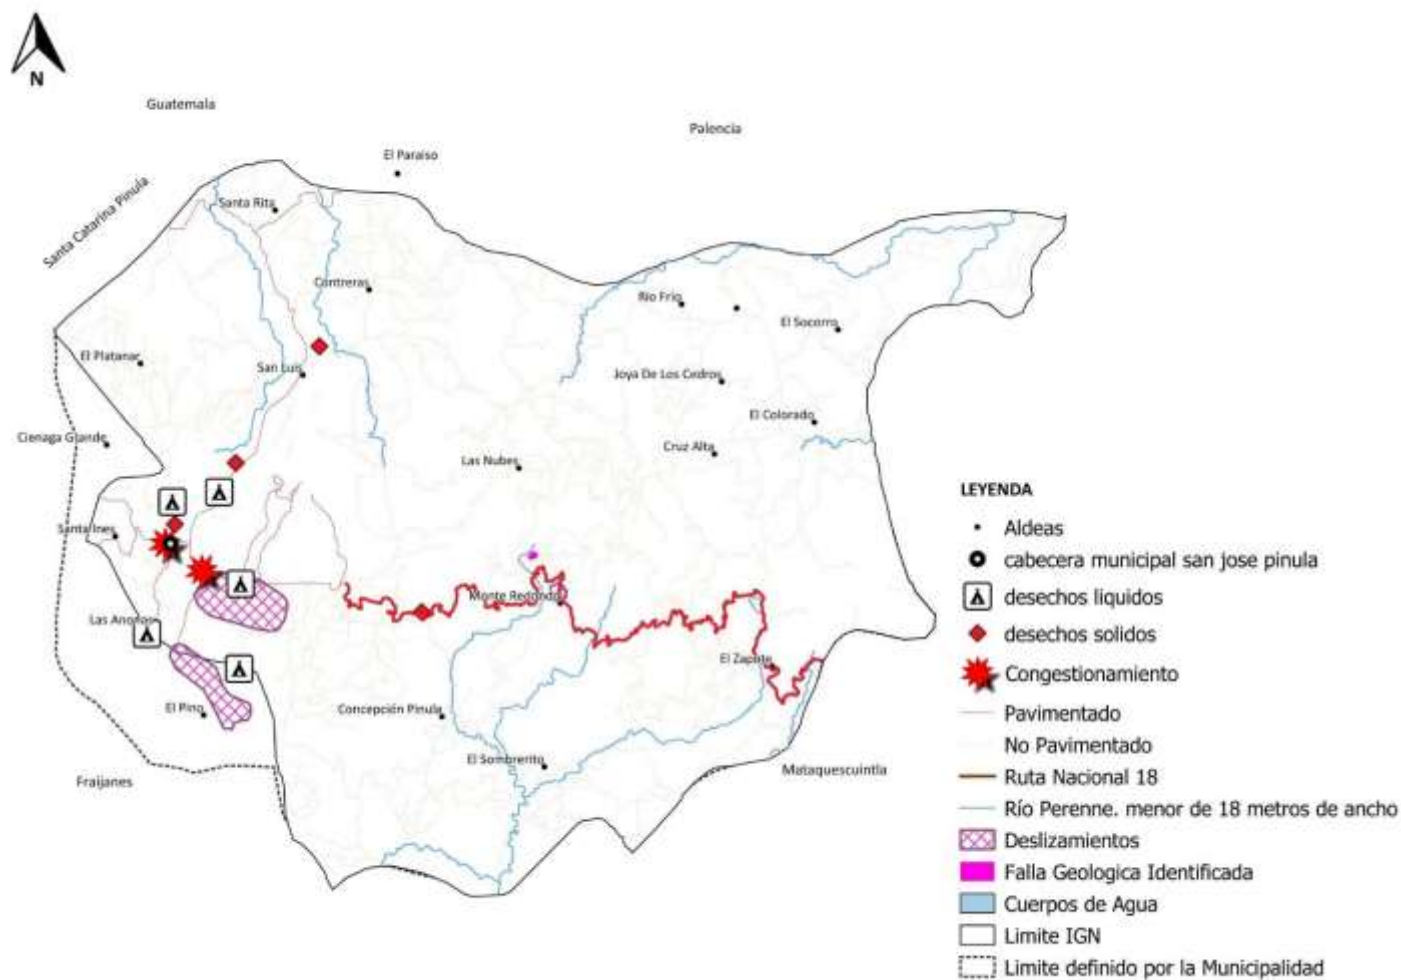 N
Guatemala
Palencia
El Paraiso
Santa Catarina Pinula
Santa Rita
Contreras
Rio Frio
El Socorro
El Platanar
San Luis
Joya De Los Cedros
El Colorado
Cienaga Grande
Cruz Alta
Las Nubes
Santa Ines
Monte Redondo
Las Anonas
El Zapote
El Pino
Concepción Pinula
El Sombrerito
Fraijanes
Mataquescuintla
LEYENDA
Aldeas
cabecera municipal san jose pinula
desechos liquidos
desechos solidos
Congestionamiento
Pavimentado
No Pavimentado
Ruta Nacional 18
Río Perenne. menor de 18 metros de ancho
Deslizamientos
Falla Geologica Identificada
Cuerpos de Agua
Limite IGN
Limite definido por la Municipalidad